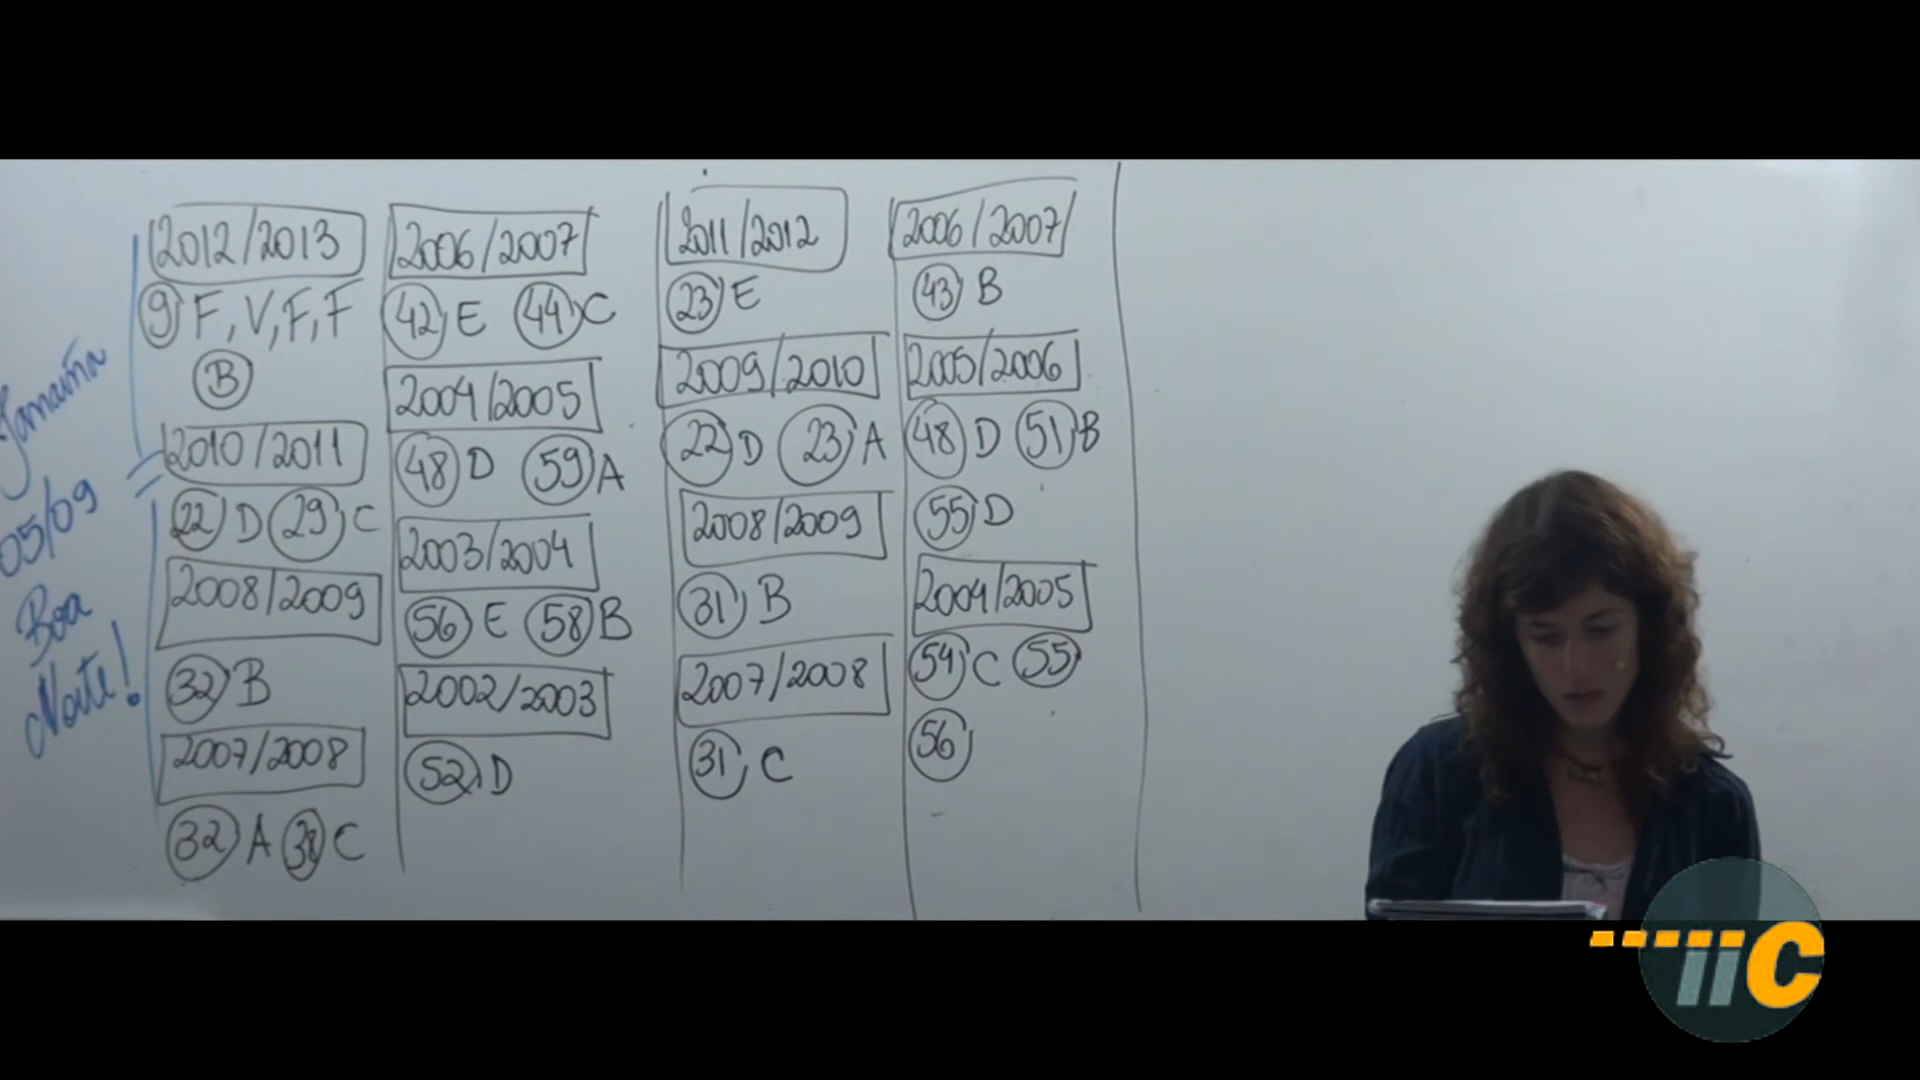 Janaína
05/09
Boa
Noite!
2012/2013
9) F, V, F, F
B
2010/2011
22) D 29) C
2008/2009
32) B
2007/2008
32) A 38) C
2006/2007
42) E 44) C
2004/2005
48) D 59) A
2003/2004
56) E 58) B
2002/2003
52) D
2011/2012
23) E
2009/2010
22) D 23) A
2008/2009
31) B
2007/2008
31) C
2006/2007
43) B
2005/2006
48) D 51) B
55) D
2004/2005
54) C 55)
56)
iiC